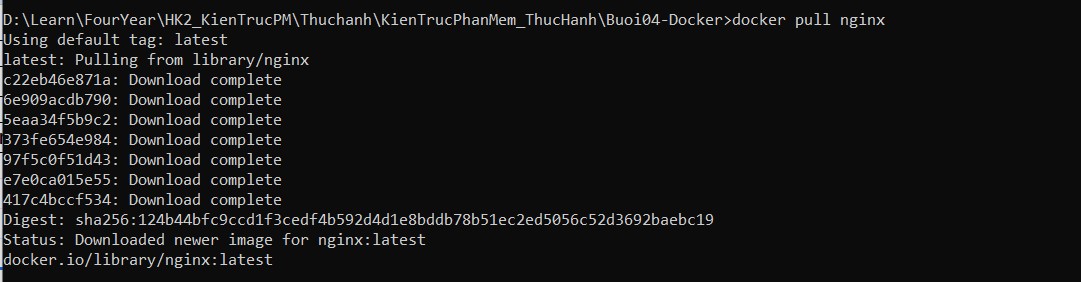 D:\Learn\FourYear\HK2_KienTrucPM\Thuchanh\KienTrucPhanMem_ThucHanh\Buoi04-Docker>docker pull nginx
Using default tag: latest
latest: Pulling from library/nginx
c22eb46e871a: Download complete
6e909acdb790: Download complete
5eaa34f5b9c2: Download complete
373fe654e984: Download complete
97f5c0f51d43: Download complete
e7e0ca015e55: Download complete
417c4bccf534: Download complete
Digest: sha256:124b44bfc9ccd1f3cedf4b592d4d1e8bddb78b51ec2ed5056c52d3692baebc19
Status: Downloaded newer image for nginx:latest
docker.io/library/nginx:latest